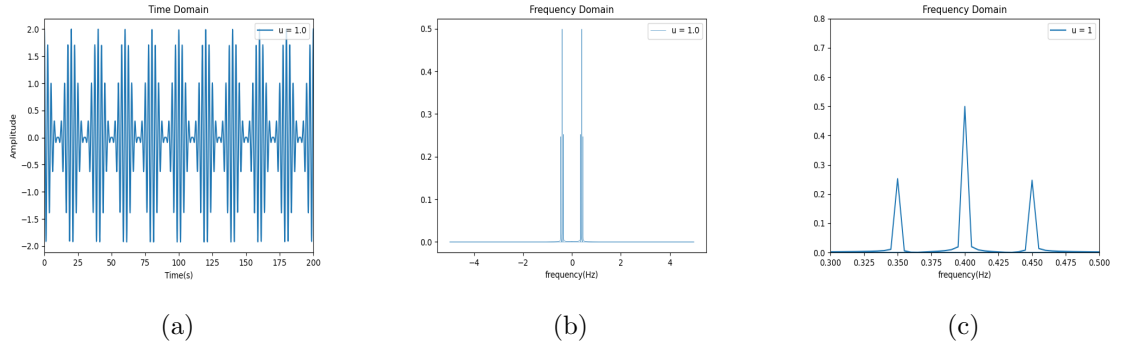 Time Domain
u = 1.0
Amplitude
2.0
1.5
1.0
0.5
0.0
-0.5
-1.0
-1.5
-2.0
0 25 50 75 100 125 150 175 200
Time(s)
(a)
Frequency Domain
u = 1.0
0.5
0.4
0.3
0.2
0.1
0.0
-4 -2 0 2 4
frequency(Hz)
(b)
Frequency Domain
u = 1
0.8
0.7
0.6
0.5
0.4
0.3
0.2
0.1
0.0
0.300 0.325 0.350 0.375 0.400 0.425 0.450 0.475 0.500
frequency(Hz)
(c)